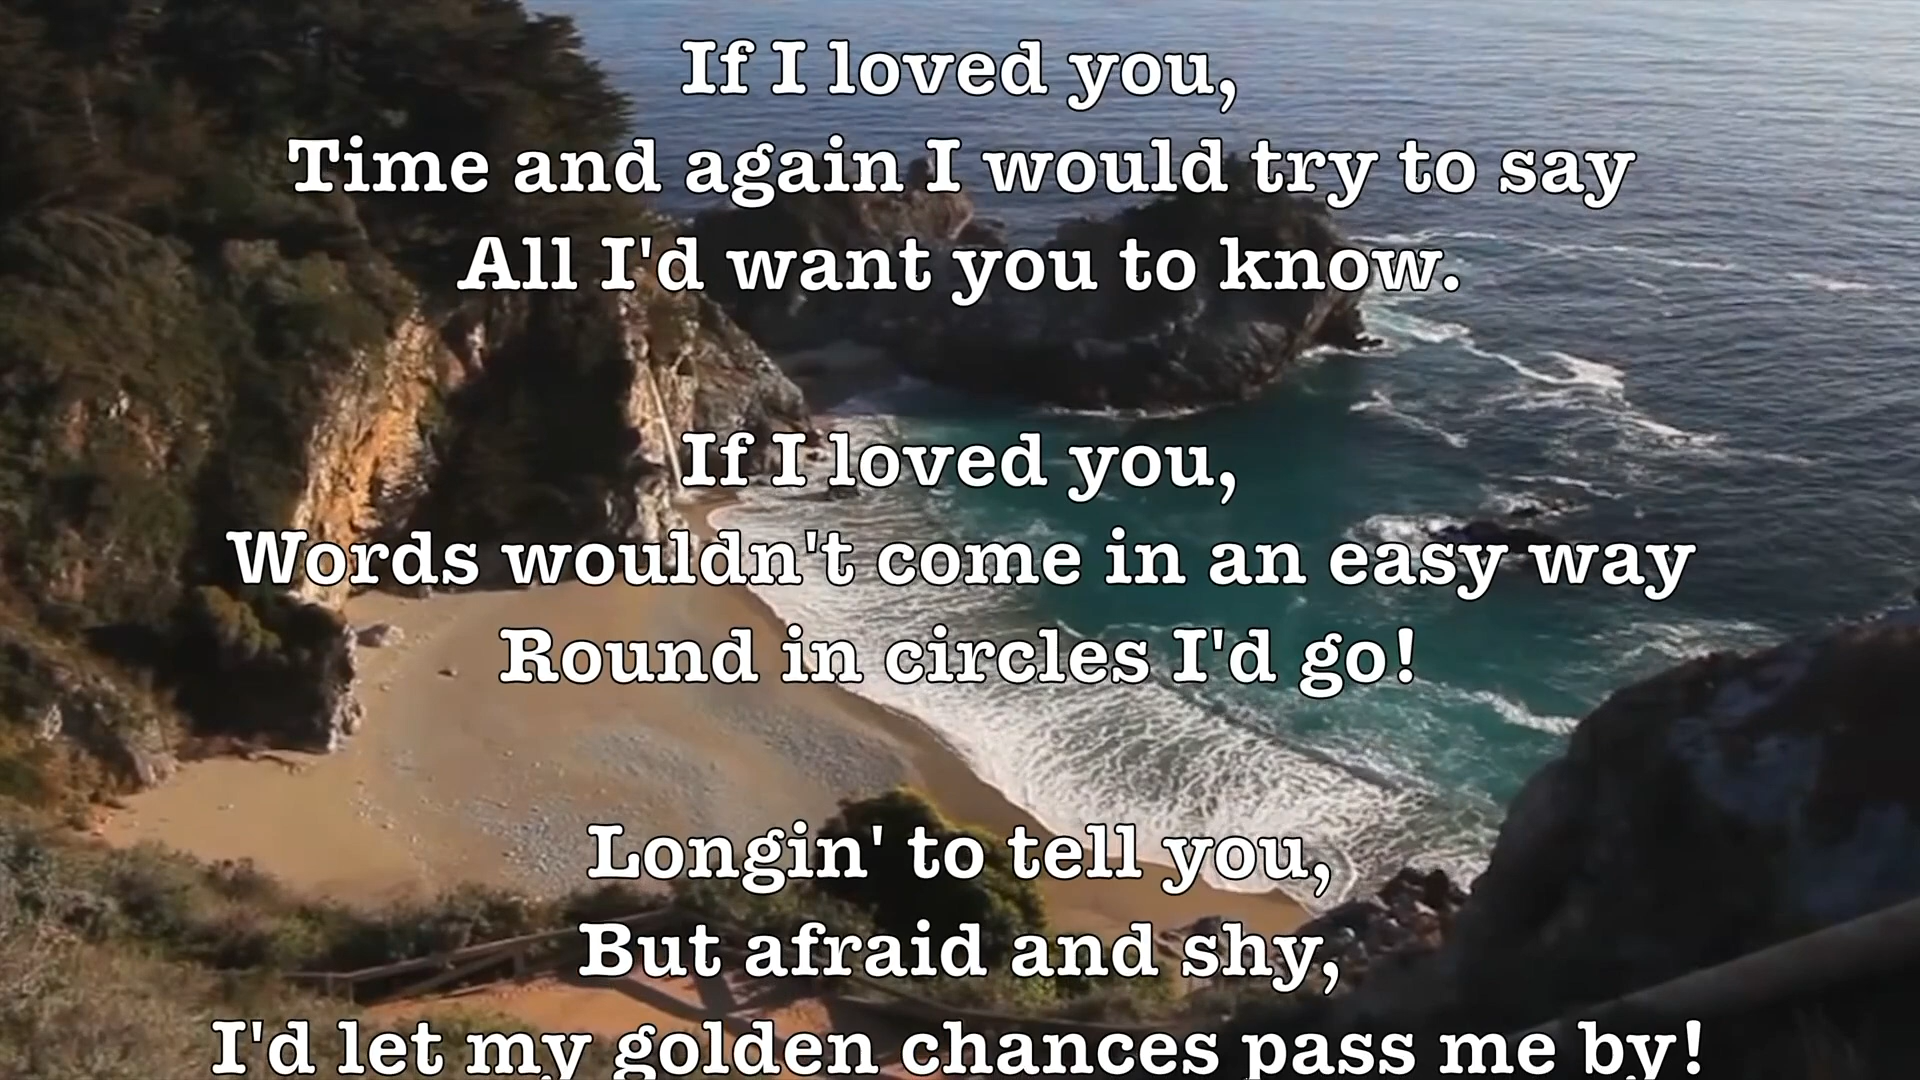 If I loved you,
Time and again I would try to say
All I'd want you to know.
If I loved you,
Words wouldn't come in an easy way
Round in circles I'd go!
Longin' to tell you,
But afraid and shy,
I'd let my golden chances pass me by!